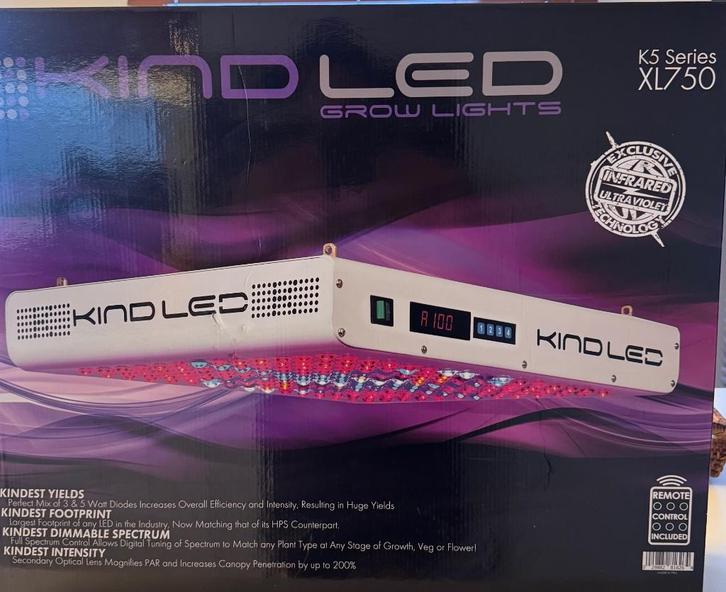 KIND LED
GROW LIGHTS
K5 Series
XL750
EXCLUSIVE
INFRARED
ULTRAVIOLET
TECHNOLOGY
KIND LED
A100
1 2 3 4
KIND LED
KINDEST YIELDS
Perfect Mix of 3 & 5 Watt Diodes Increases Overall Efficiency and Intensity, Resulting in Huge Yields
KINDEST FOOTPRINT
Largest Footprint of any LED in the Industry, Now Matching that of its HPS Counterpart.
KINDEST DIMMABLE SPECTRUM
Full Spectrum Control Allows Digital Tuning of Spectrum to Match any Plant Type at Any Stage of Growth, Veg or Flower!
KINDEST INTENSITY
Secondary Optical Lens Magnifies PAR and Increases Canopy Penetration by up to 200%
REMOTE
CONTROL
INCLUDED